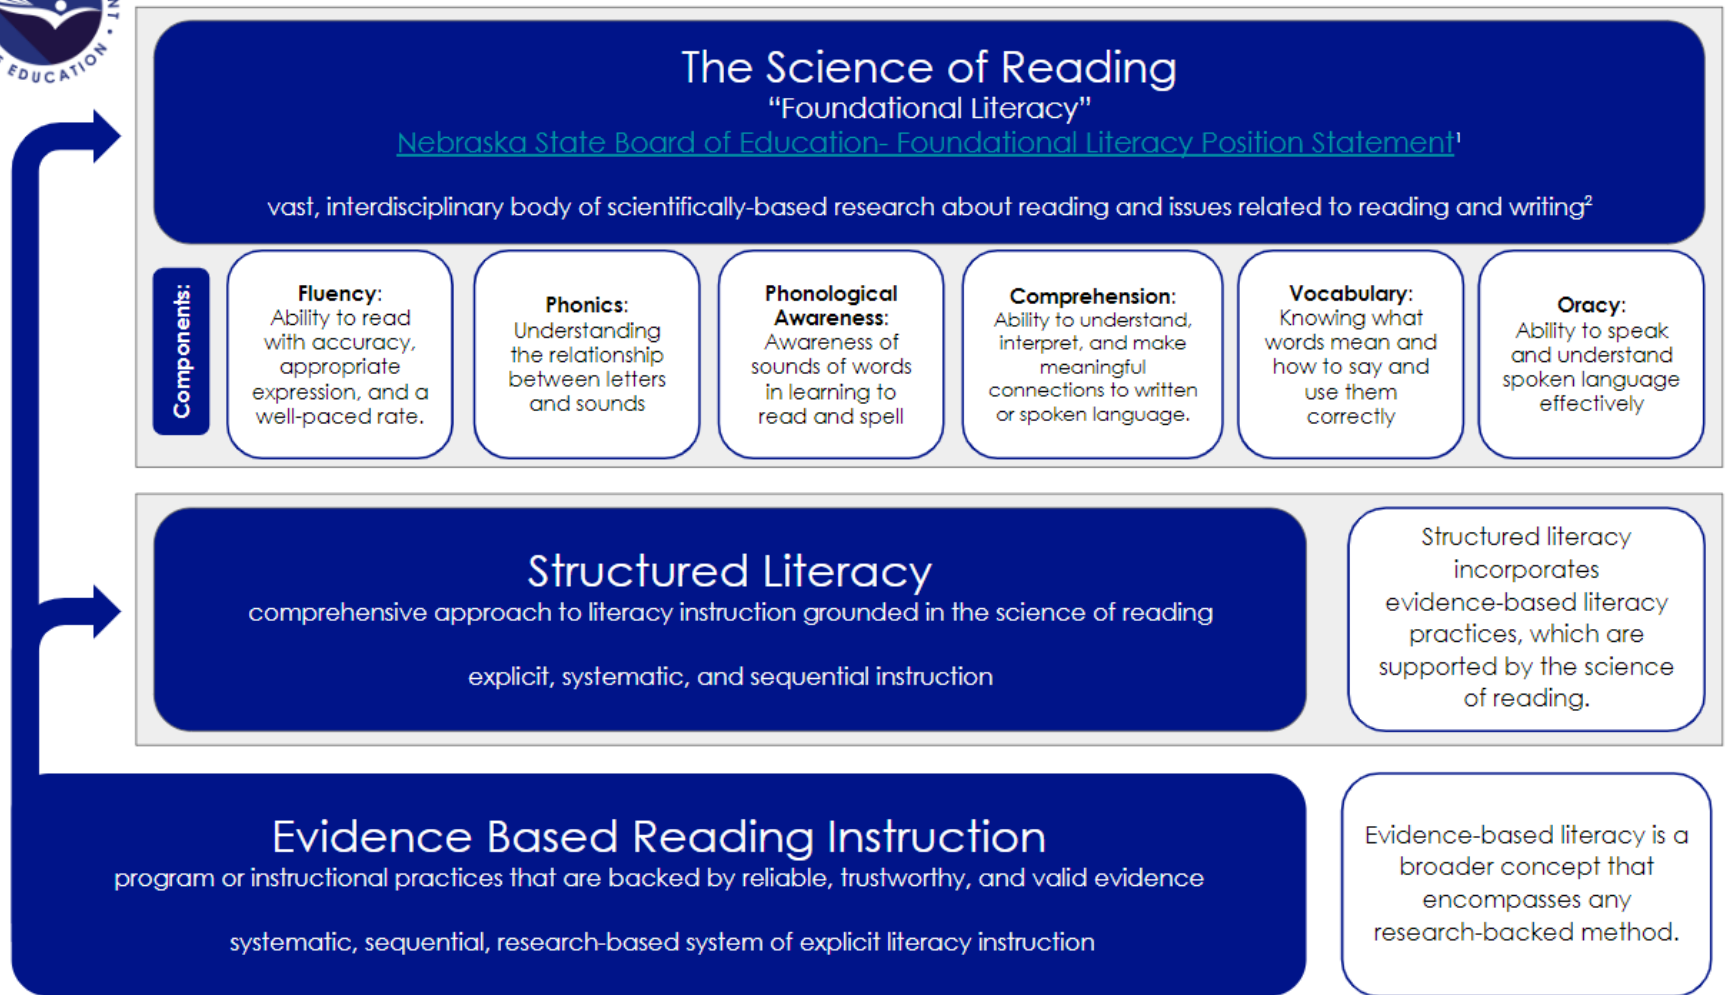 NT • 
EDUCATION •
The Science of Reading
“Foundational Literacy”
Nebraska State Board of Education- Foundational Literacy Position Statement¹
vast, interdisciplinary body of scientifically-based research about reading and issues related to reading and writing²
Components:
Fluency:
Ability to read
with accuracy,
appropriate
expression, and a
well-paced rate.
Phonics:
Understanding
the relationship
between letters
and sounds
Phonological
Awareness:
Awareness of
sounds of words
in learning to
read and spell
Comprehension:
Ability to understand,
interpret, and make
meaningful
connections to written
or spoken language.
Vocabulary:
Knowing what
words mean and
how to say and
use them
correctly
Oracy:
Ability to speak
and understand
spoken language
effectively
Structured Literacy
comprehensive approach to literacy instruction grounded in the science of reading
explicit, systematic, and sequential instruction
Structured literacy
incorporates
evidence-based literacy
practices, which are
supported by the science
of reading.
Evidence Based Reading Instruction
program or instructional practices that are backed by reliable, trustworthy, and valid evidence
systematic, sequential, research-based system of explicit literacy instruction
Evidence-based literacy is a
broader concept that
encompasses any
research-backed method.